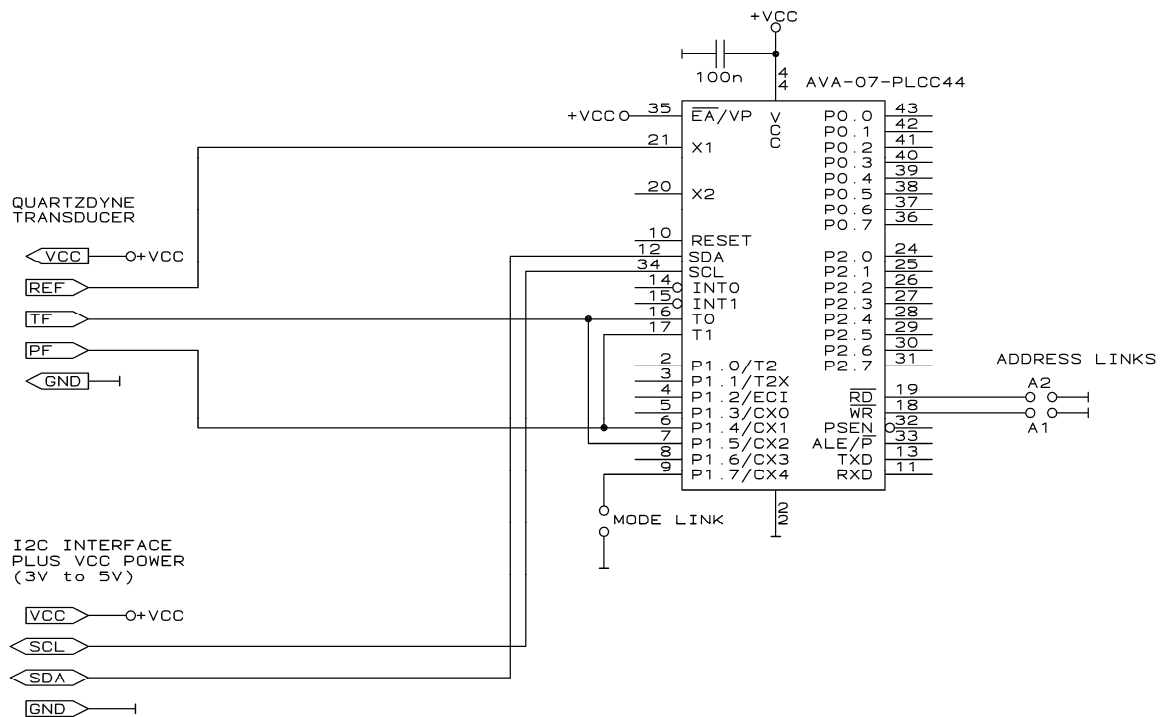 +VCC
100n
44
AVA-07-PLCC44
+VCC 35 EA/VP VCC P0.0 43
P0.1 42
21 X1 P0.2 41
P0.3 40
P0.4 39
20 X2 P0.5 38
P0.6 37
P0.7 36
QUARTZDYNE
TRANSDUCER
10 RESET
VCC +VCC 12 SDA P2.0 24
34 SCL P2.1 25
REF 14 INT0 P2.2 26
15 INT1 P2.3 27
TF 16 T0 P2.4 28
17 T1 P2.5 29
PF P2.6 30
2 P1.0/T2 P2.7 31
ADDRESS LINKS
GND 3 P1.1/T2X
4 P1.2/ECI RD 19 A2
5 P1.3/CX0 WR 18
6 P1.4/CX1 PSEN 32 A1
7 P1.5/CX2 ALE/P 33
8 P1.6/CX3 TXD 13
9 P1.7/CX4 RXD 11
22
MODE LINK
I2C INTERFACE
PLUS VCC POWER
(3V to 5V)
VCC +VCC
SCL
SDA
GND